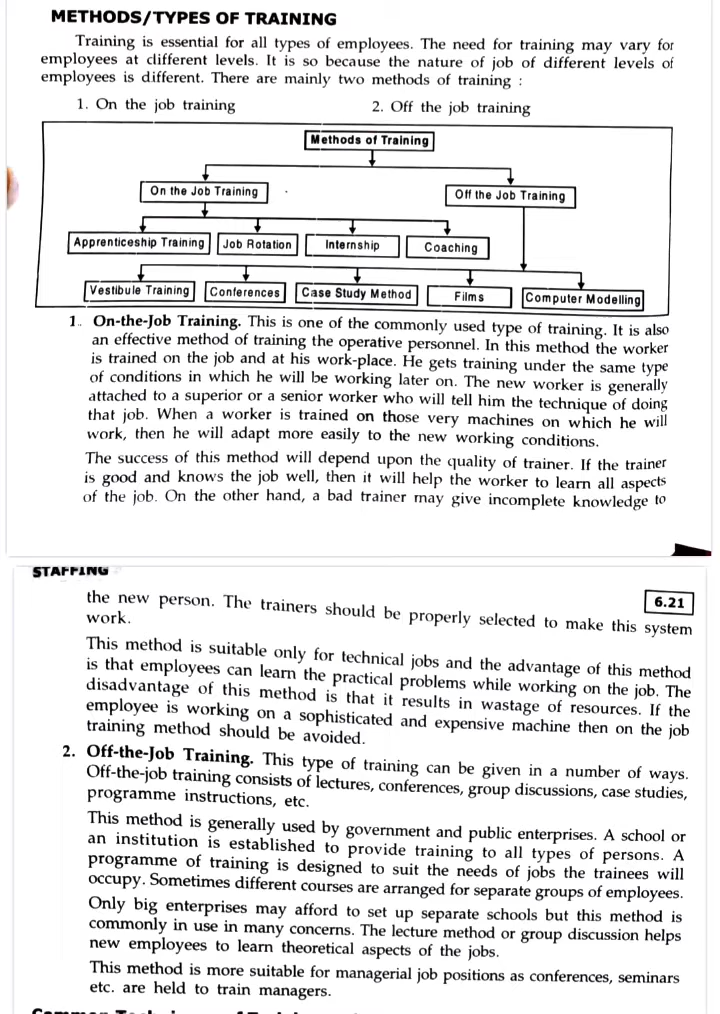 METHODS/TYPES OF TRAINING
Training is essential for all types of employees. The need for training may vary for
employees at different levels. It is so because the nature of job of different levels of
employees is different. There are mainly two methods of training :
1. On the job training 2. Off the job training
Methods of Training
On the Job Training Off the Job Training
Apprenticeship Training Job Rotation Internship Coaching
Vestibule Training Conferences Case Study Method Films Computer Modelling
1. On-the-Job Training. This is one of the commonly used type of training. It is also
an effective method of training the operative personnel. In this method the worker
is trained on the job and at his work-place. He gets training under the same type
of conditions in which he will be working later on. The new worker is generally
attached to a superior or a senior worker who will tell him the technique of doing
that job. When a worker is trained on those very machines on which he will
work, then he will adapt more easily to the new working conditions.
The success of this method will depend upon the quality of trainer. If the trainer
is good and knows the job well, then it will help the worker to learn all aspects
of the job. On the other hand, a bad trainer may give incomplete knowledge to
STAFFING
6.21
the new person. The trainers should be properly selected to make this system
work.
This method is suitable only for technical jobs and the advantage of this method
is that employees can learn the practical problems while working on the job. The
disadvantage of this method is that it results in wastage of resources. If the
employee is working on a sophisticated and expensive machine then on the job
training method should be avoided.
2. Off-the-Job Training. This type of training can be given in a number of ways.
Off-the-job training consists of lectures, conferences, group discussions, case studies,
programme instructions, etc.
This method is generally used by government and public enterprises. A school or
an institution is established to provide training to all types of persons. A
programme of training is designed to suit the needs of jobs the trainees will
occupy. Sometimes different courses are arranged for separate groups of employees.
Only big enterprises may afford to set up separate schools but this method is
commonly in use in many concerns. The lecture method or group discussion helps
new employees to learn theoretical aspects of the jobs.
This method is more suitable for managerial job positions as conferences, seminars
etc. are held to train managers.